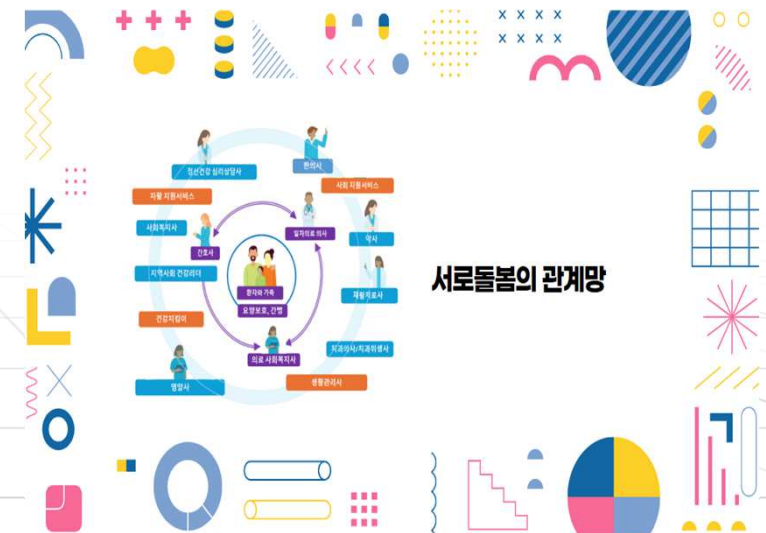 정신건강 심리상담사
한의사
자활 지원서비스
사회 지원서비스
사회복지사
간호사
일차의료 의사
약사
지역사회 건강리더
환자와 가족
재활치료사
요양보호, 간병
건강지킴이
의료 사회복지사
치과의사/치과위생사
영양사
생활관리사
서로돌봄의 관계망